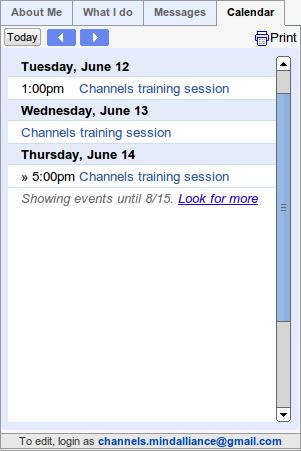 About Me What I do Messages Calendar
Today Print
Tuesday, June 12
1:00pm Channels training session
Wednesday, June 13
Channels training session
Thursday, June 14
» 5:00pm Channels training session
Showing events until 8/15. Look for more
To edit, login as channels.mindalliance@gmail.com